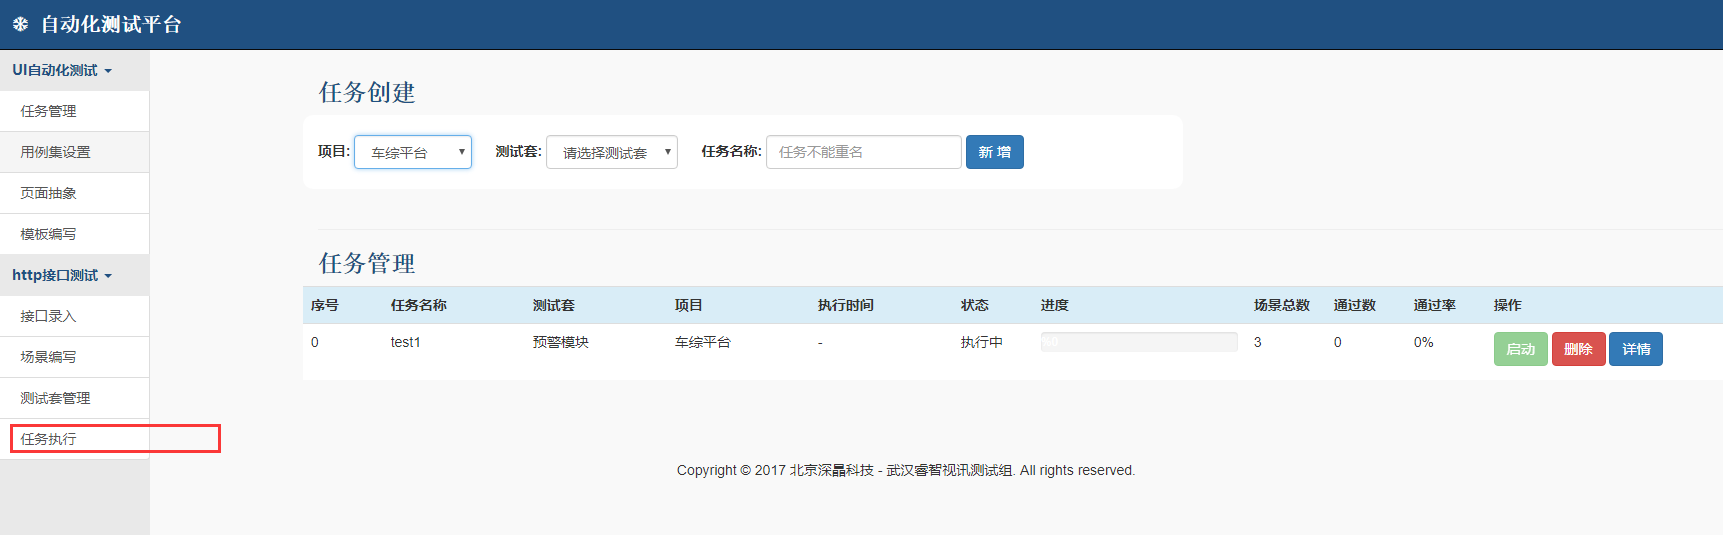 自动化测试平台
UI自动化测试
任务管理
用例集设置
页面抽象
模板编写
http接口测试
接口录入
场景编写
测试套管理
任务执行
任务创建
项目: 车综平台 测试套: 请选择测试套 任务名称: 任务不能重名 新 增
任务管理
序号 任务名称 测试套 项目 执行时间 状态 进度 场景总数 通过数 通过率 操作
0 test1 预警模块 车综平台 - 执行中 %0 3 0 0% 启动 删除 详情
Copyright © 2017 北京深晶科技 - 武汉睿智视讯测试组. All rights reserved.